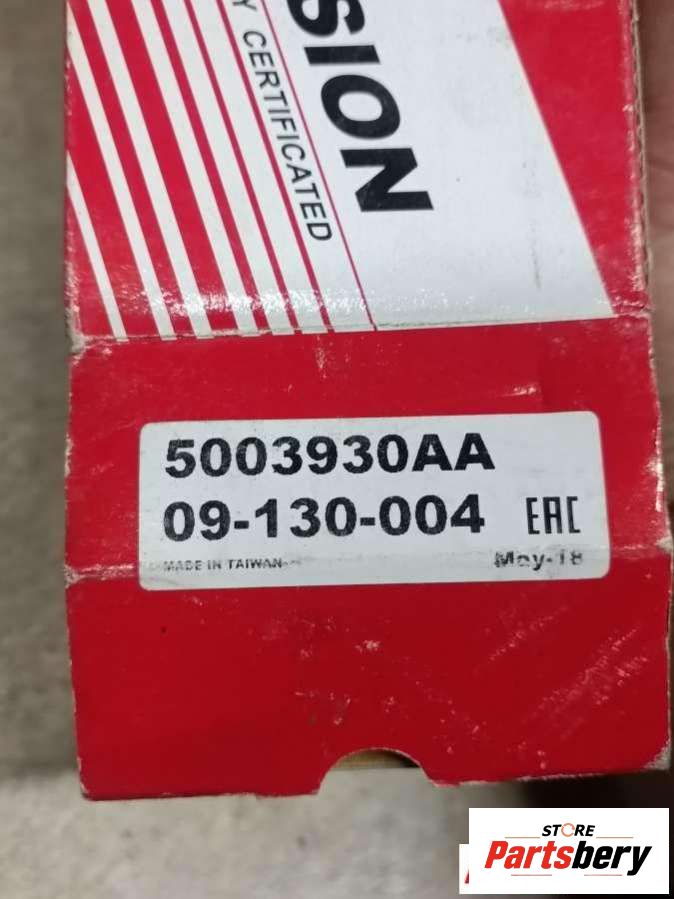 SION
Y CERTIFICATED
5003930AA
09-130-004 EAC
MADE IN TAIWAN May-18
STORE
Partsbery